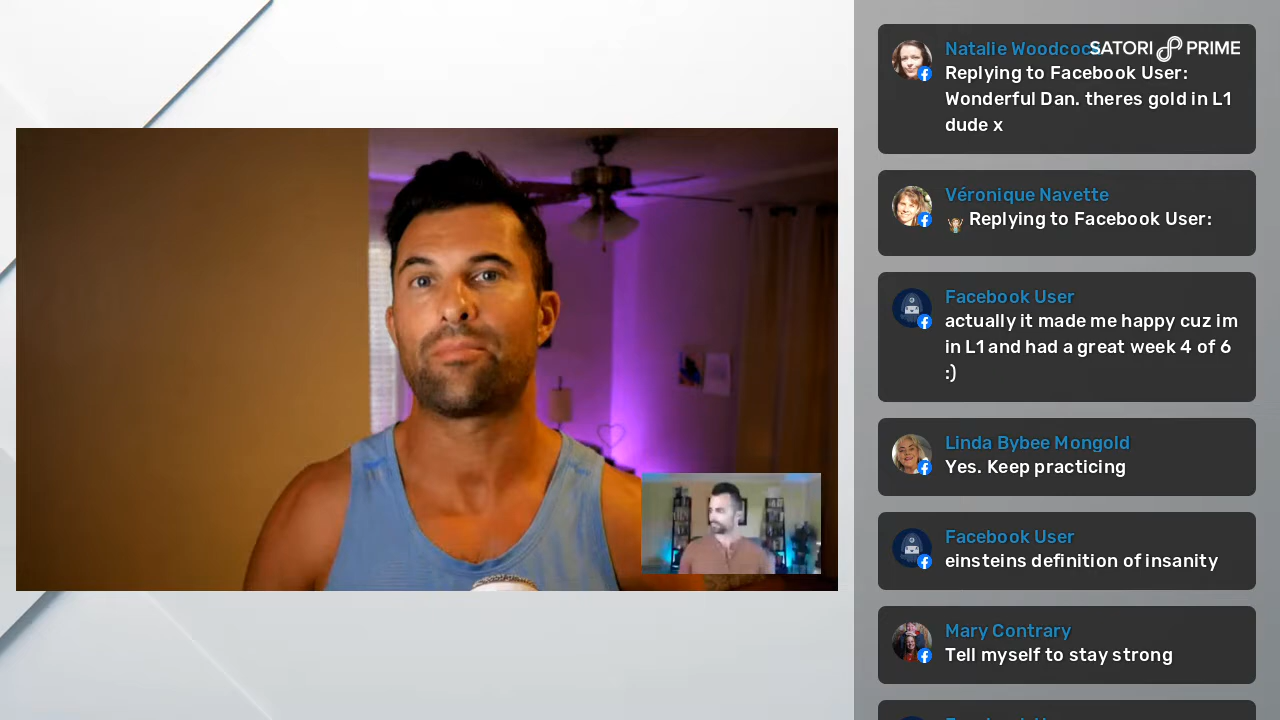 Natalie Woodcock
SATORI PRIME
Replying to Facebook User:
Wonderful Dan. theres gold in L1
dude x
Véronique Navette
Replying to Facebook User:
Facebook User
actually it made me happy cuz im
in L1 and had a great week 4 of 6
:)
Linda Bybee Mongold
Yes. Keep practicing
Facebook User
einsteins definition of insanity
Mary Contrary
Tell myself to stay strong